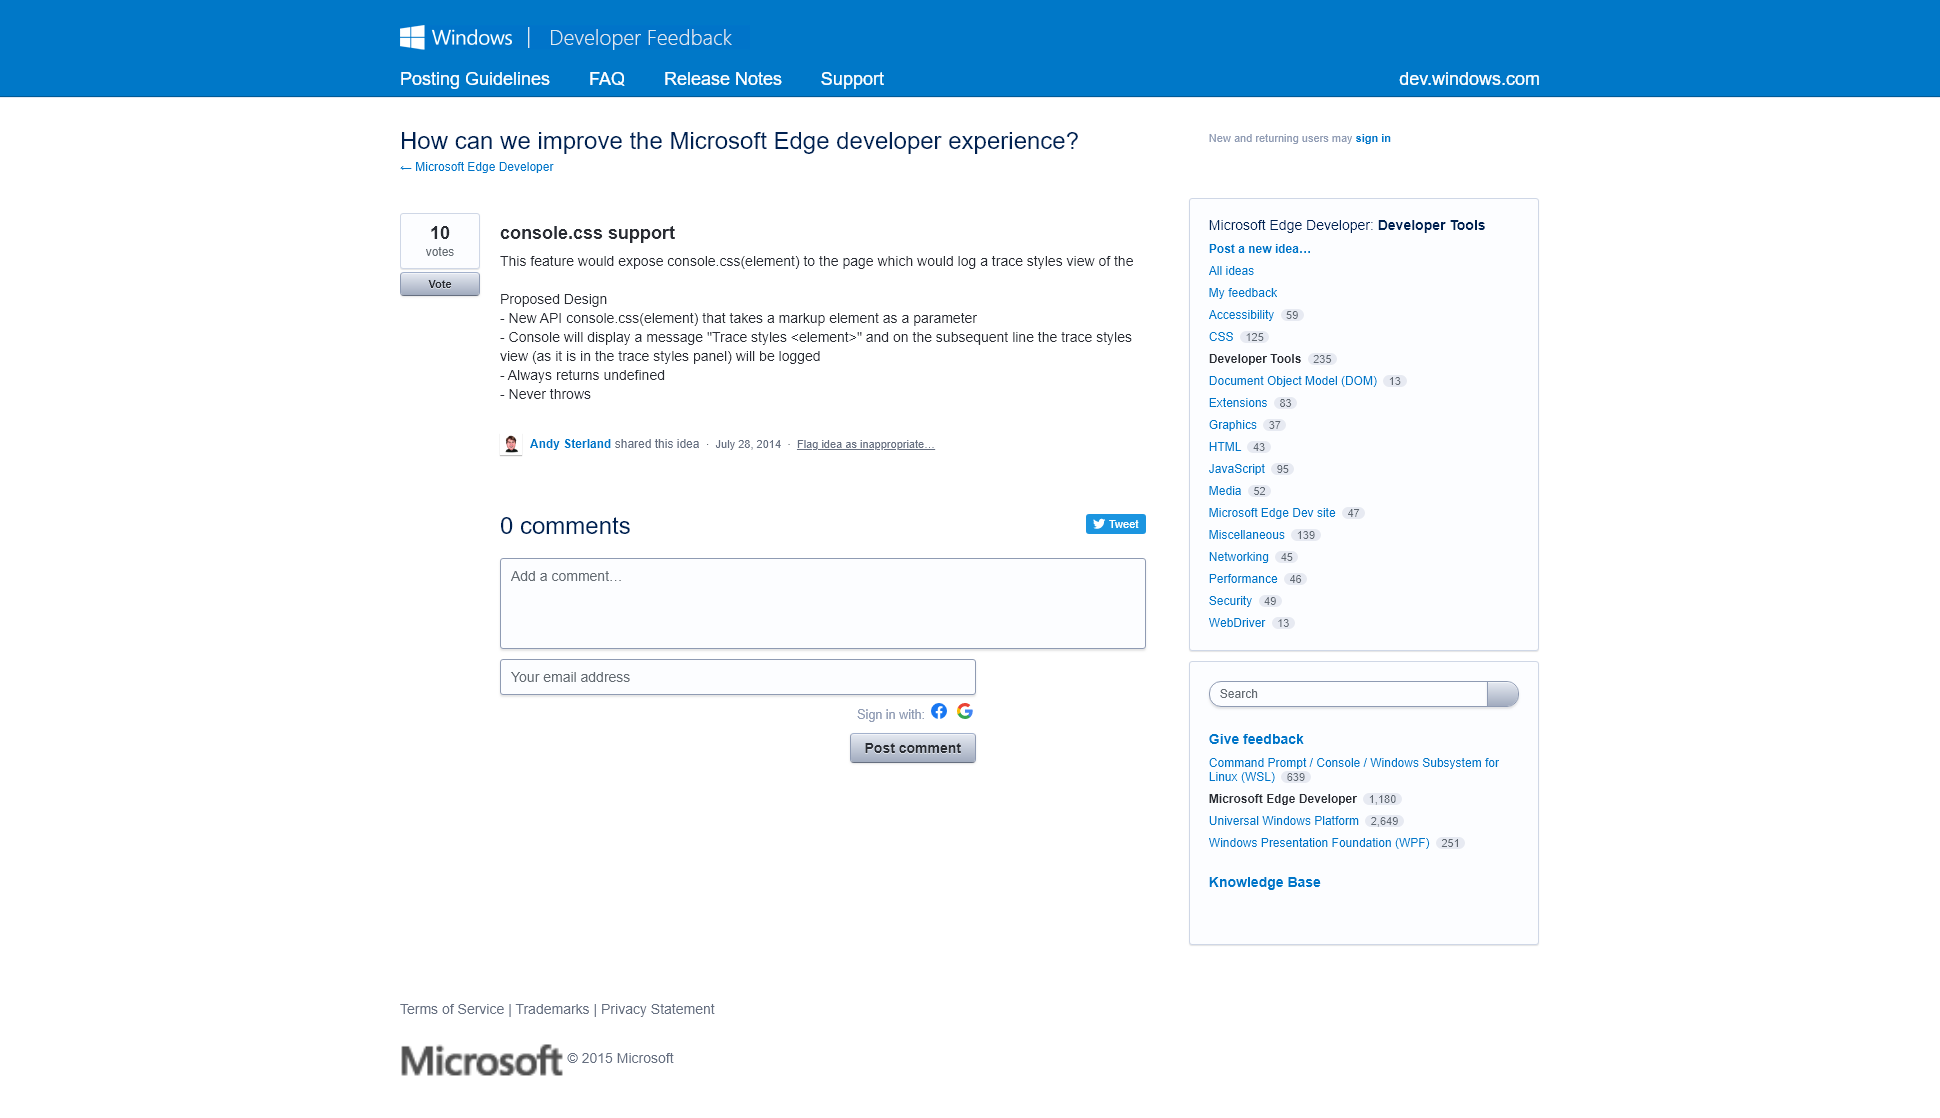 Windows | Developer Feedback
Posting Guidelines FAQ Release Notes Support dev.windows.com
How can we improve the Microsoft Edge developer experience?
← Microsoft Edge Developer
New and returning users may sign in
10
votes
Vote
console.css support
This feature would expose console.css(element) to the page which would log a trace styles view of the
Proposed Design
- New API console.css(element) that takes a markup element as a parameter
- Console will display a message "Trace styles <element>" and on the subsequent line the trace styles
view (as it is in the trace styles panel) will be logged
- Always returns undefined
- Never throws
Andy Sterland shared this idea · July 28, 2014 · Flag idea as inappropriate…
0 comments
Tweet
Add a comment…
Your email address
Sign in with:
Post comment
Microsoft Edge Developer: Developer Tools
Post a new idea…
All ideas
My feedback
Accessibility 59
CSS 125
Developer Tools 235
Document Object Model (DOM) 13
Extensions 83
Graphics 37
HTML 43
JavaScript 95
Media 52
Microsoft Edge Dev site 47
Miscellaneous 139
Networking 45
Performance 46
Security 49
WebDriver 13
Search
Give feedback
Command Prompt / Console / Windows Subsystem for
Linux (WSL) 639
Microsoft Edge Developer 1,180
Universal Windows Platform 2,649
Windows Presentation Foundation (WPF) 251
Knowledge Base
Terms of Service | Trademarks | Privacy Statement
Microsoft © 2015 Microsoft